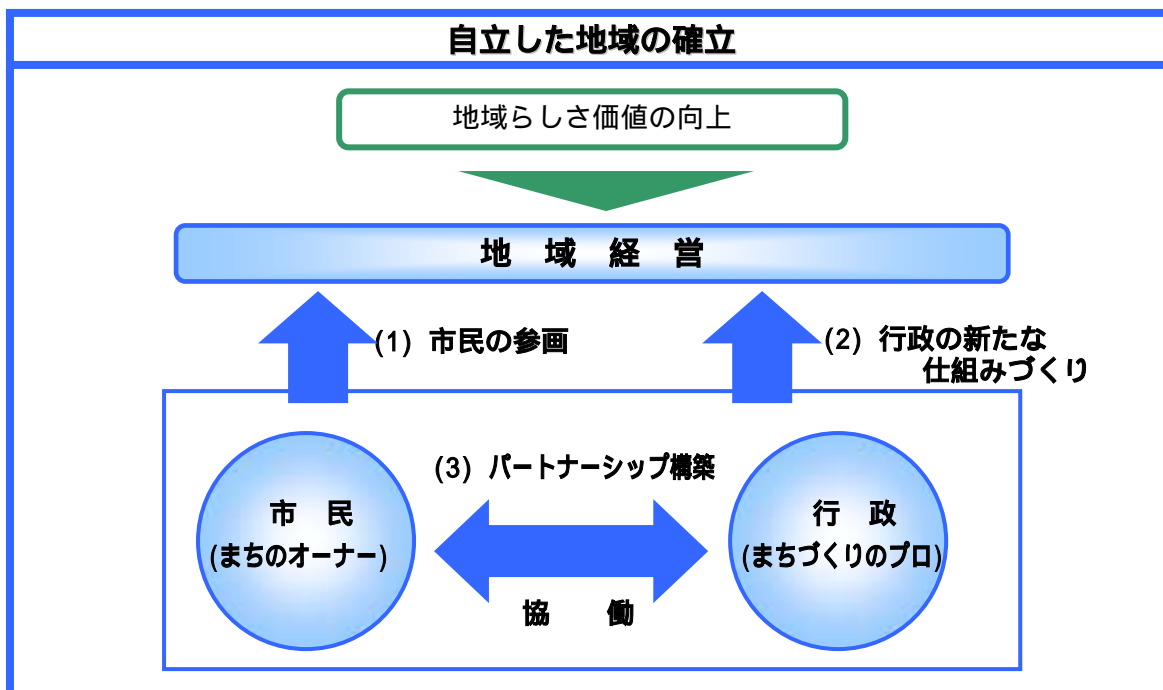 自立した地域の確立
地域らしさ価値の向上
地 域 経 営
(1) 市民の参画
(2) 行政の新たな
仕組みづくり
(3) パートナーシップ構築
市 民
(まちのオーナー)
行 政
(まちづくりのプロ)
協 働